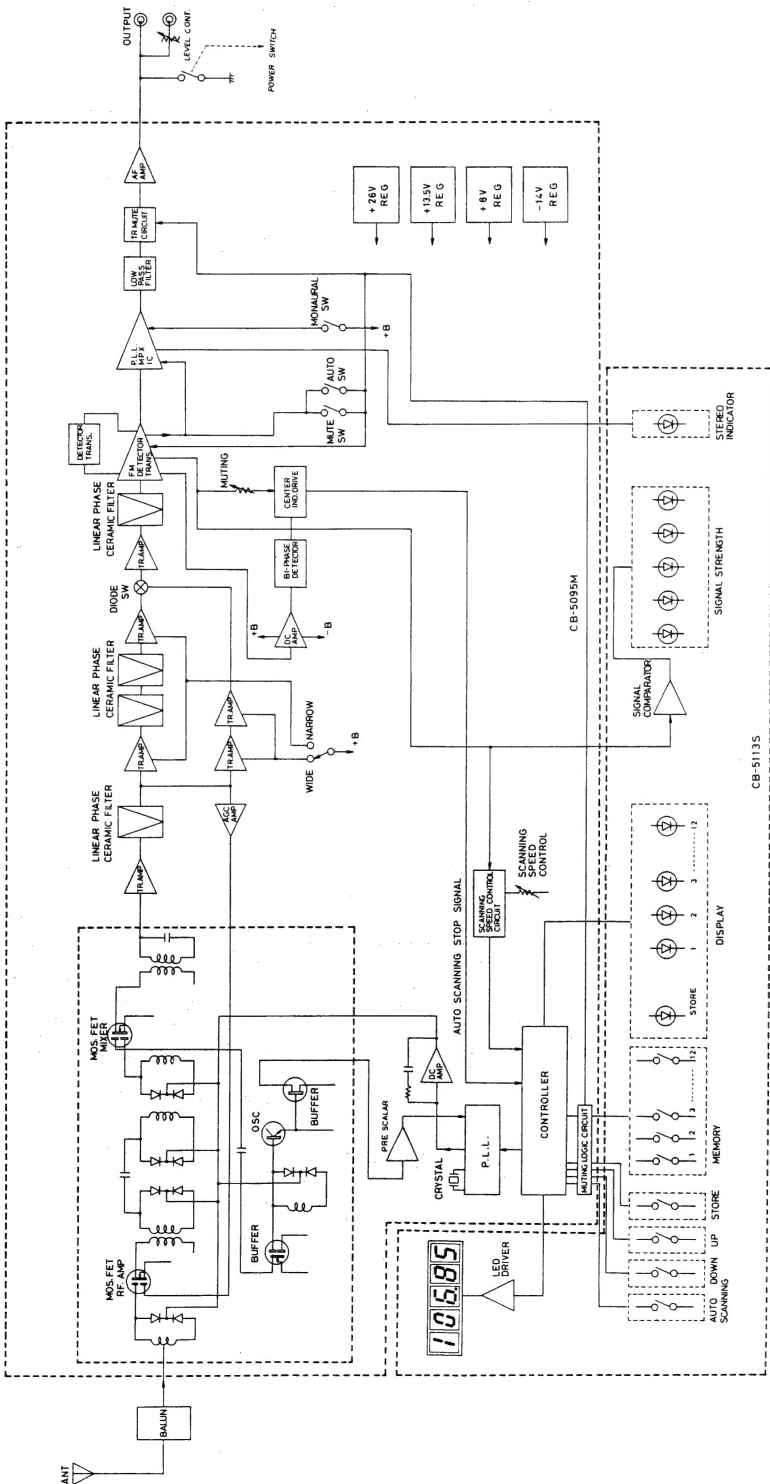 ANT
BALUN
MOS. FET
RF. AMP
MOS. FET
MIXER
OSC
BUFFER
BUFFER
TR.AMP
LINEAR PHASE
CERAMIC FILTER
TR.AMP
LINEAR PHASE
CERAMIC FILTER
TR.AMP
DIODE
SW
TR.AMP
LINEAR PHASE
CERAMIC FILTER
DETECTOR
TRANS.
FM
DETECTOR
TRANS.
P.L.L.
MPX
IC
LOW
PASS
FILTER
TR MUTE
CIRCUIT
AF
AMP
OUTPUT
LEVEL CONT.
POWER SWITCH
AGC
AMP
TR.AMP
TR.AMP
WIDE
NARROW
+B
+B
DC
AMP
-B
BI-PHASE
DETECTOR
CENTER
IND. DRIVE
MUTING
MUTE
SW
AUTO
SW
MONAURAL
SW
+B
+26V
REG
+13.5V
REG
+8V
REG
-14V
REG
PRE SCALAR
DC
AMP
CRYSTAL
P.L.L.
CONTROLLER
MUTING LOGIC CIRCUIT
AUTO SCANNING STOP SIGNAL
SCANNING
SPEED CONTROL
CIRCUIT
SCANNING
SPEED
CONTROL
CB-5095M
106.85
LED
DRIVER
AUTO
SCANNING
DOWN
UP
STORE
1 2 3 ........ 12
MEMORY
STORE 1 2 3 ........ 12
DISPLAY
SIGNAL
COMPARATOR
SIGNAL STRENGTH
STEREO
INDICATOR
CB-5113S